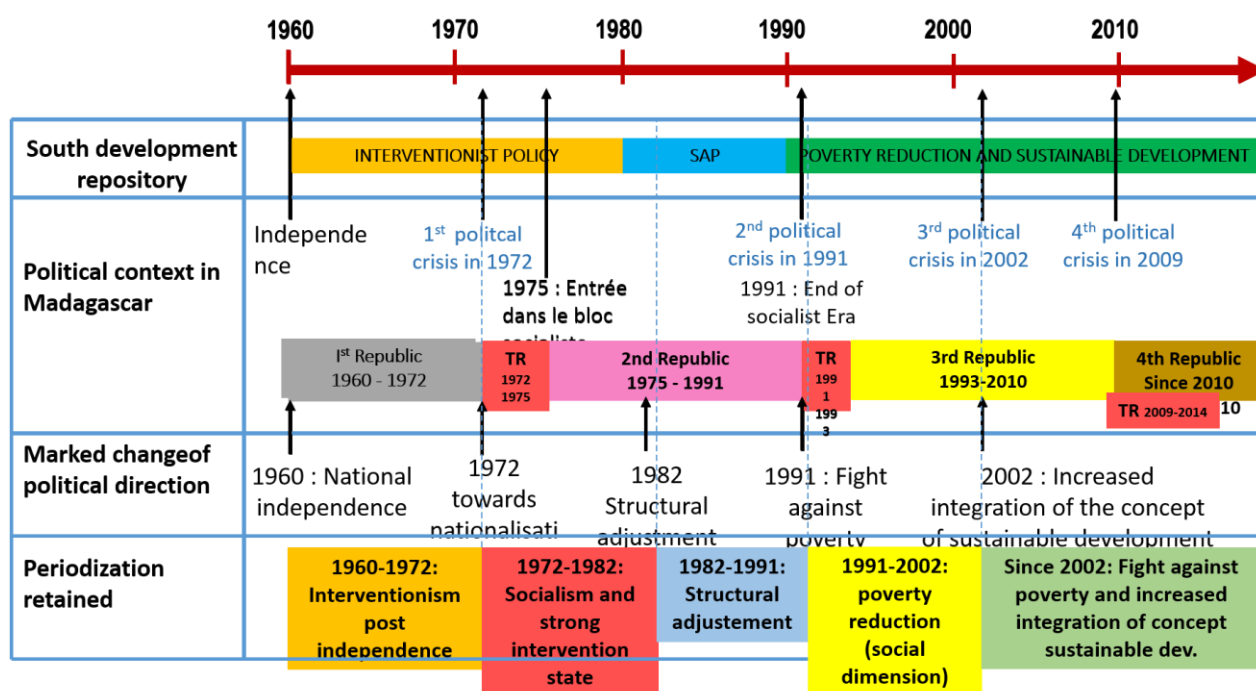 1960 1970 1980 1990 2000 2010
South development
repository
INTERVENTIONIST POLICY
SAP
POVERTY REDUCTION AND SUSTAINABLE DEVELOPMENT
Political context in
Madagascar
Independe
nce
1st politcal
crisis in 1972
1975 : Entrée
dans le bloc
socialiste
2nd political
crisis in 1991
1991 : End of
socialist Era
3rd political
crisis in 2002
4th political
crisis in 2009
Ist Republic
1960 - 1972
TR
1972
1975
2nd Republic
1975 - 1991
TR
199
1
199
3
3rd Republic
1993-2010
4th Republic
Since 2010
10
TR 2009-2014
Marked changeof
political direction
1960 : National
independence
1972
towards
nationalisati
1982
Structural
adjustment
1991 : Fight
against
poverty
2002 : Increased
integration of the concept
of sustainable development
Periodization
retained
1960-1972:
Interventionism
post
independence
1972-1982:
Socialism and
strong
intervention
state
1982-1991:
Structural
adjustement
1991-2002:
poverty
reduction
(social
dimension)
Since 2002: Fight against
poverty and increased
integration of concept
sustainable dev.